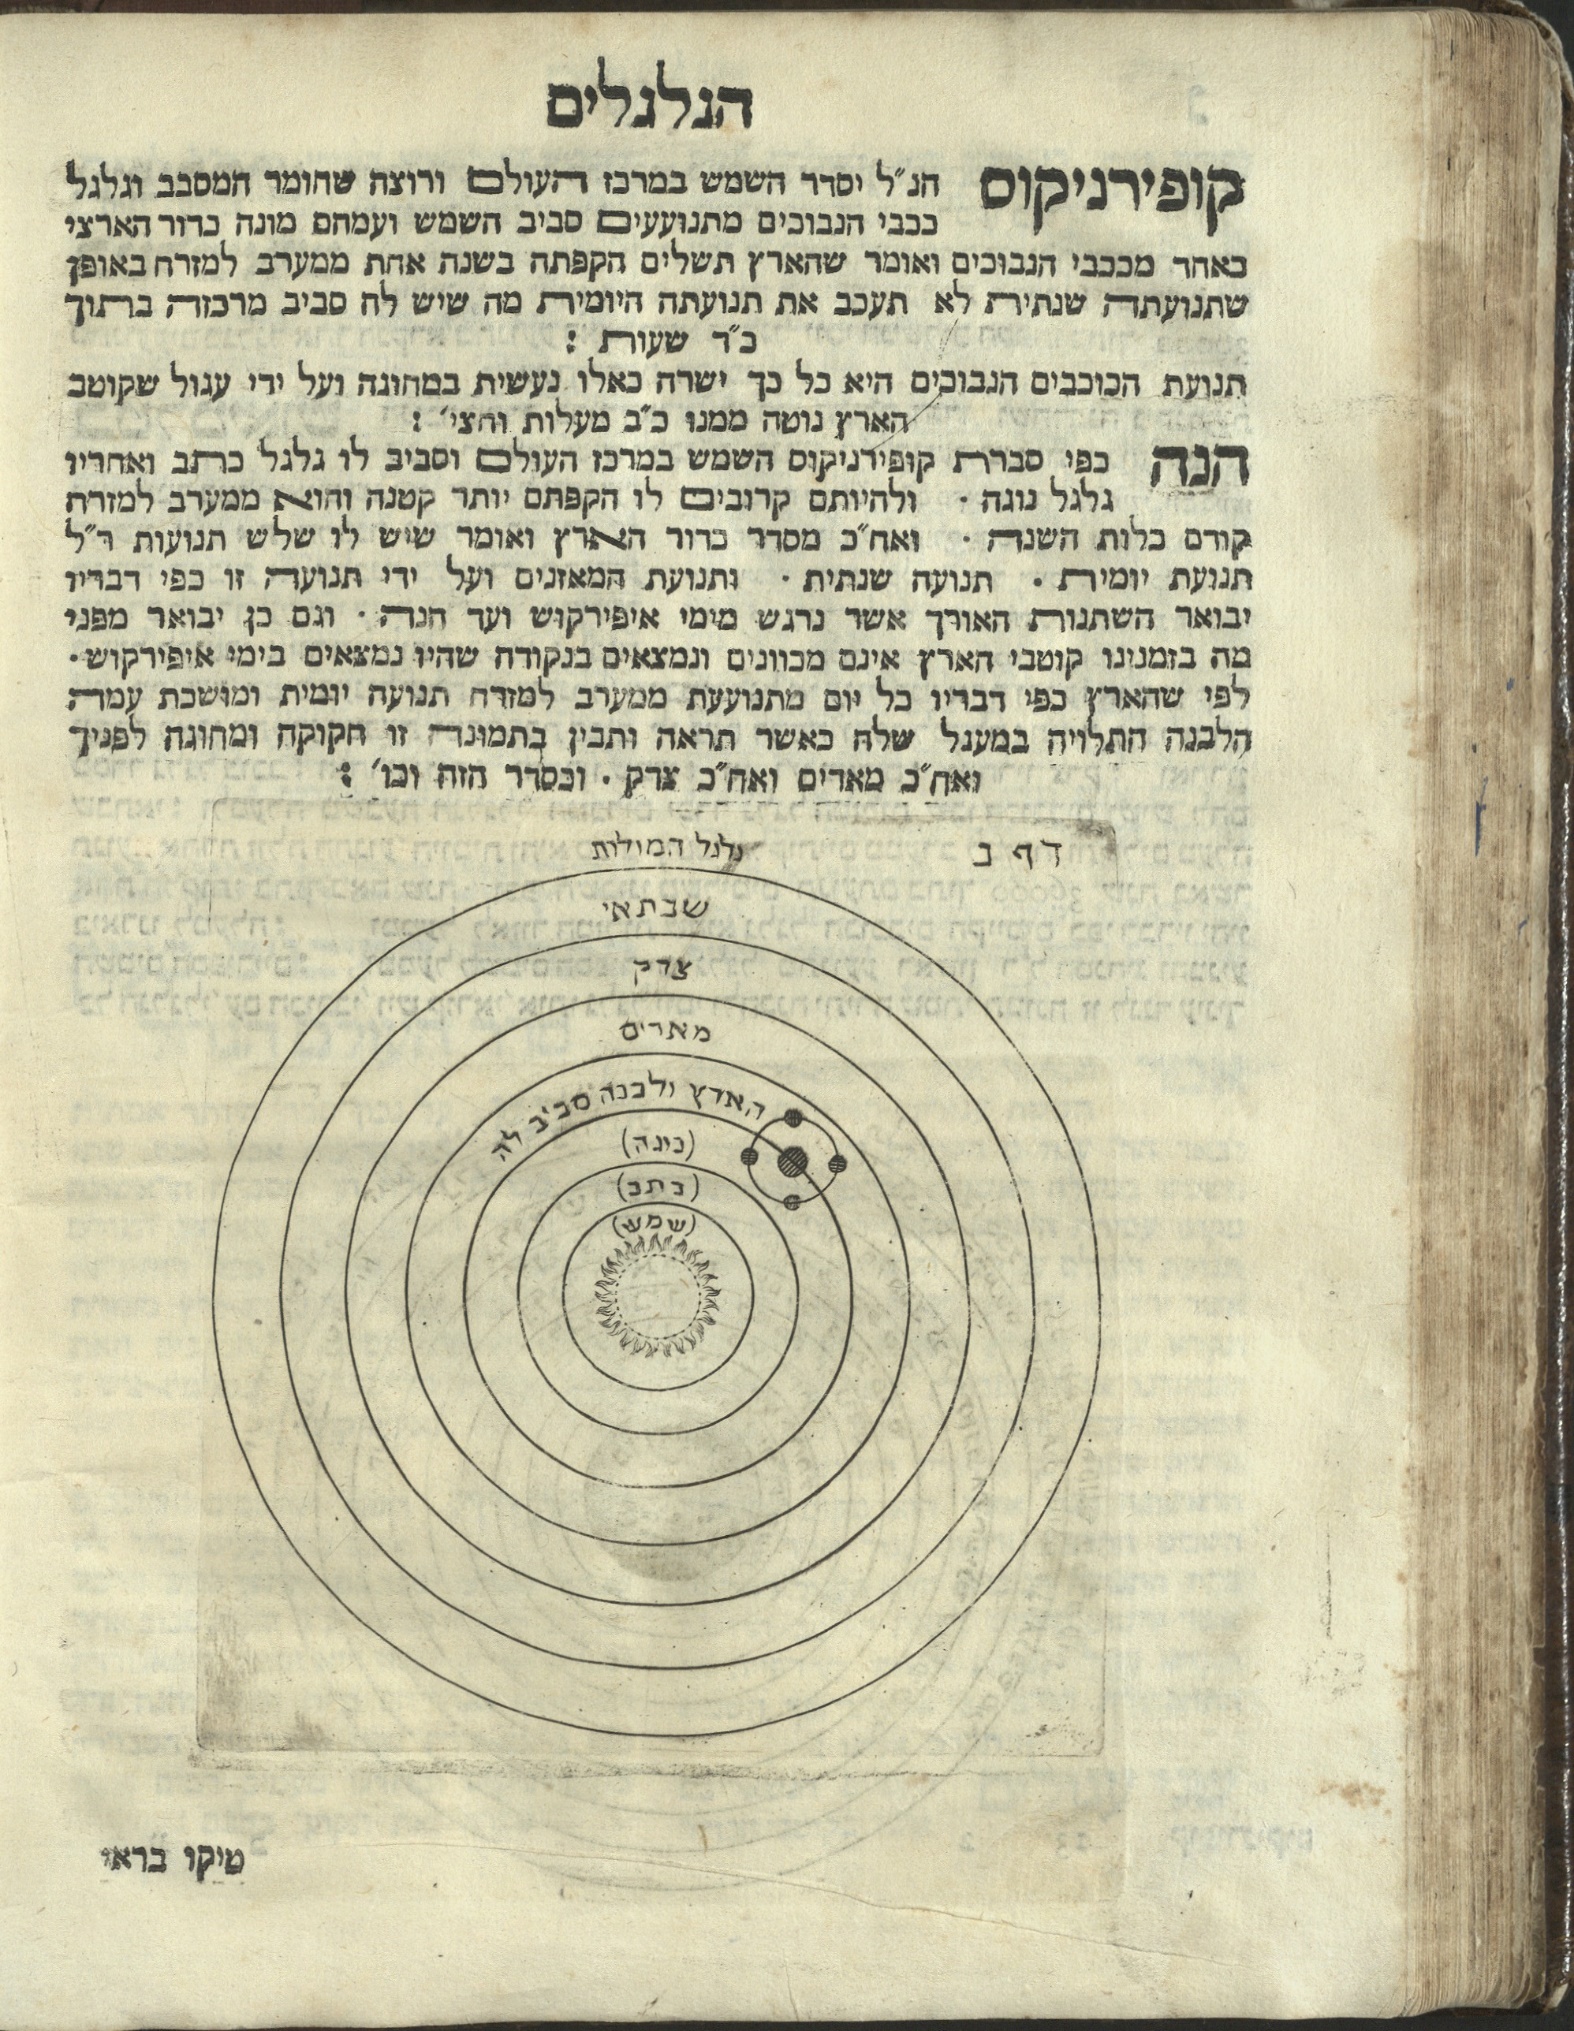 הגלגלים
קופירניקוס הנ״ל יסדר השמש במרכז העולם ורוצה שחומר המסבב וגלגל
ככבי הנבוכים מתנועעים סביב השמש ועמהם מונה כדור הארצי
כאחר מככבי הנבוכים ואומר שהארץ תשלים הקפתה בשנה אחת ממערב למזרח באופן
שתנועתה שנתית לא תעכב את תנועתה היומית מה שיש לה סביב מרכזה בתוך
כ״ד שעות :
תנועת הכוכבים הנבוכים היא כל כך ישרה כאלו נעשית במחוגה ועל ידי עגול שקוטב
הארץ נוטה ממנו כ״ב מעלות וחצי׳ :
הנה כפי סברת קופירניקוס השמש במרכז העולם וסביב לו גלגל כתב ואחריו
גלגל נוגה · ולהיותם קרובים לו הקפתם יותר קטנה והוא ממערב למזרח
קודם כלות השנה · ואח״כ מסדר כדור הארץ ואומר שיש לו שלש תנועות ר״ל
תנועת יומית · תנועה שנתית · ותנועת המאזנים ועל ידי תנועה זו כפי דבריו
יבואר השתנות האורך אשר נרגש מימי איפירקוש ועד הנה · וגם כן יבואר מפני
מה בזמנינו קוטבי הארץ אינם מכוונים ונמצאים בנקודה שהיו נמצאים בימי איפירקוש·
לפי שהארץ כפי דבריו כל יום מתנועעת ממערב למזרח תנועה יומית ומושכת עמה
הלבנה התלויה במעגל שלה כאשר תראה ותבין בתמונה זו חקוקה ומחוגה לפניך
ואח״כ מאדים ואח״כ צדק · וכסדר הזה וכו׳ :
דף ב
גלגל המזלות
שבתאי
צדק
מארים
הארץ ולבנה סביב לה
(נוגה)
(כתב)
(שמש)
טיקו בראי